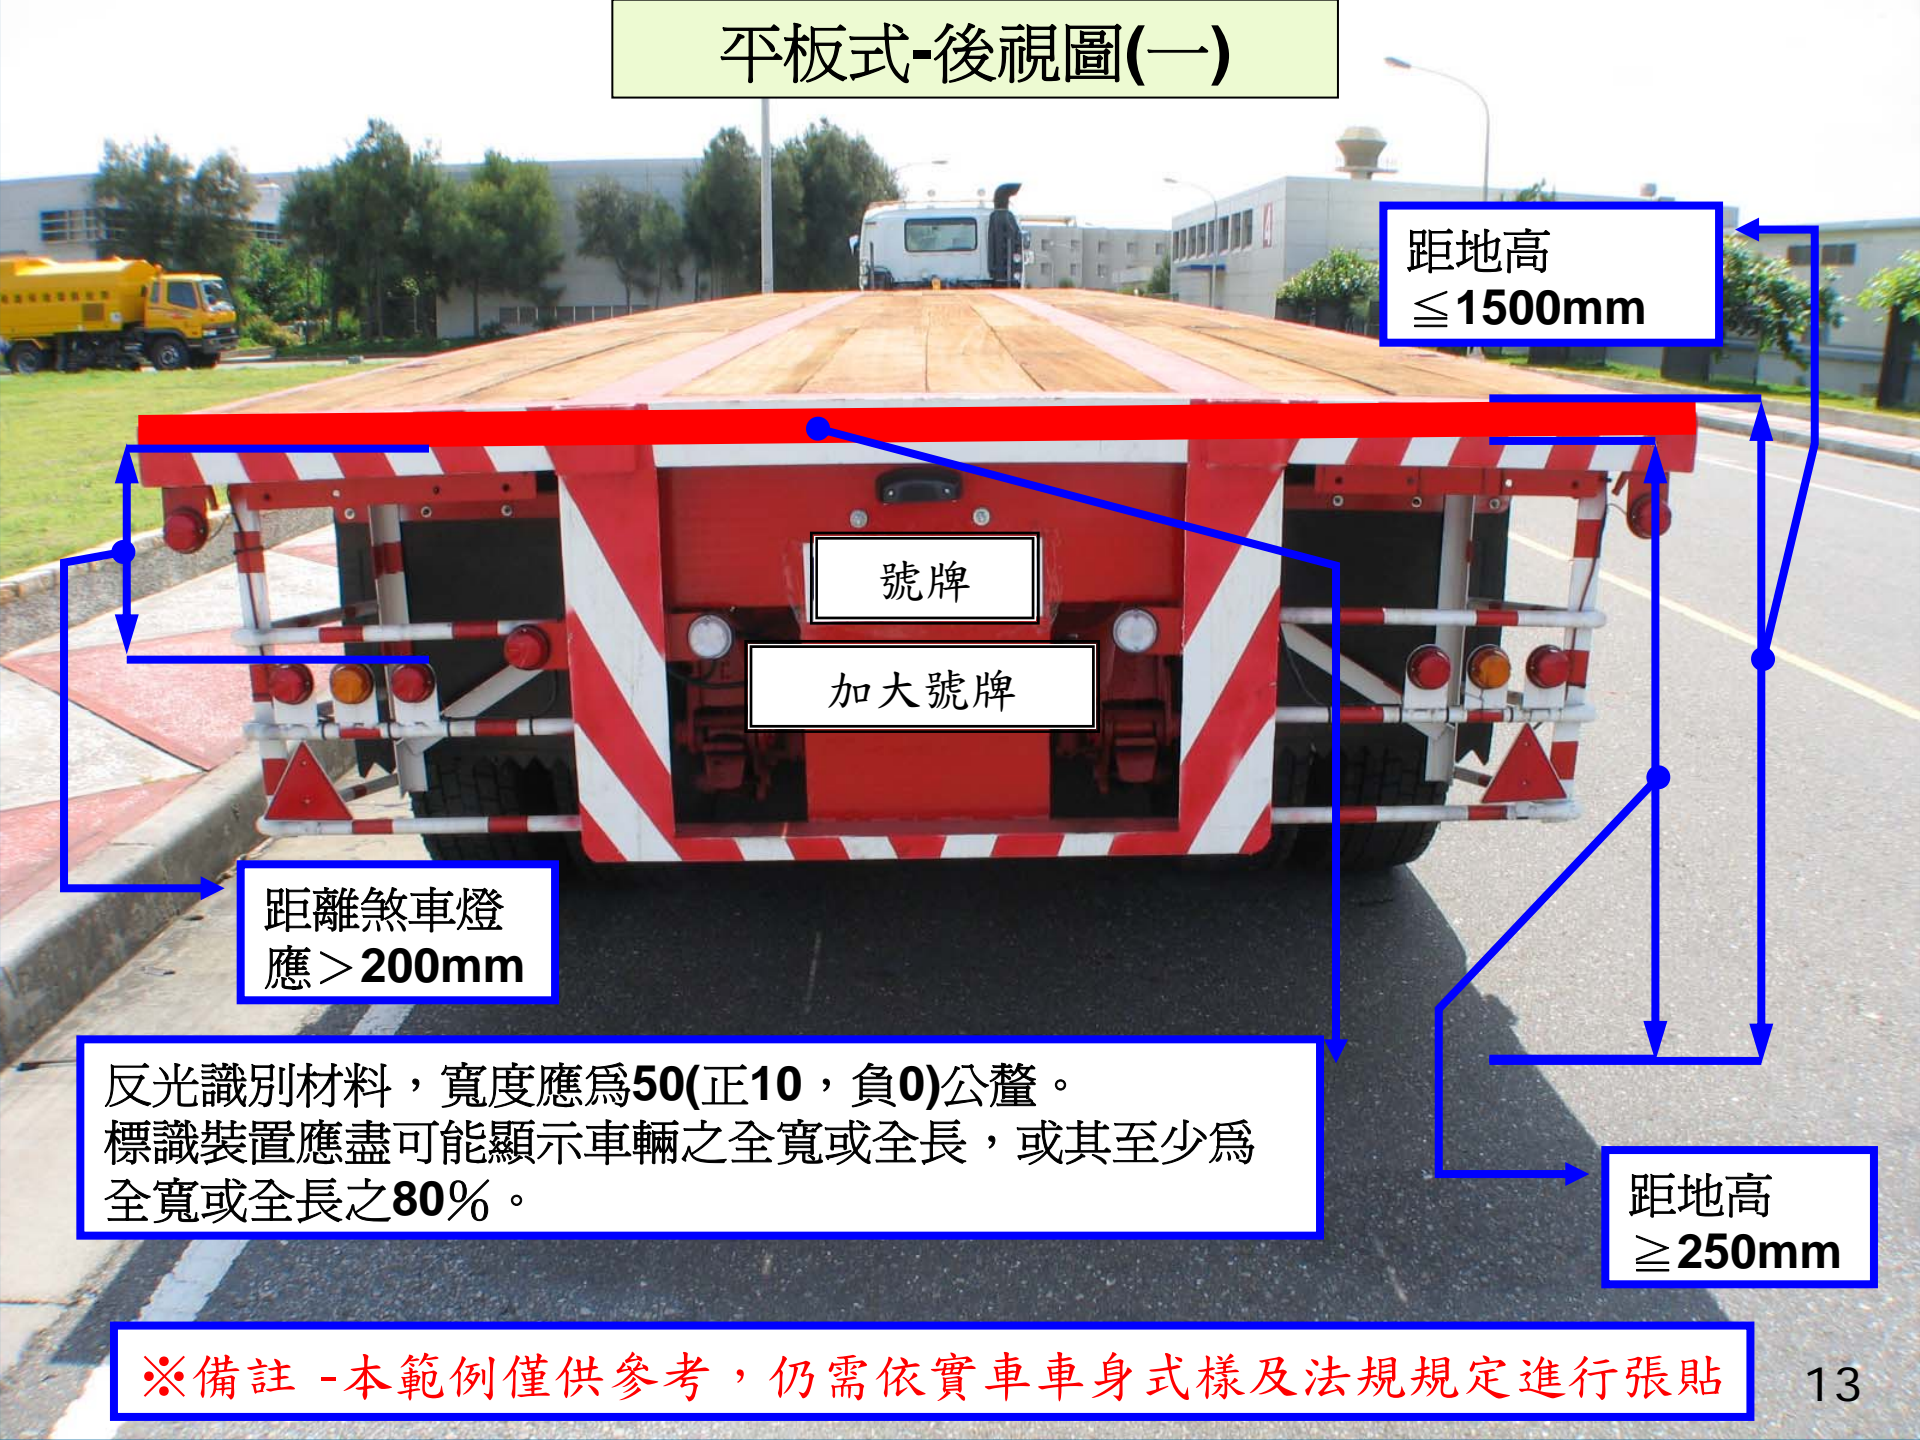 平板式-後視圖(一)
距地高
≦1500mm
號牌
加大號牌
距離煞車燈
應＞200mm
反光識別材料，寬度應為50(正10，負0)公釐。
標識裝置應盡可能顯示車輛之全寬或全長，或其至少為
全寬或全長之80％。
距地高
≧250mm
※備註 -本範例僅供參考，仍需依實車車身式樣及法規規定進行張貼
13